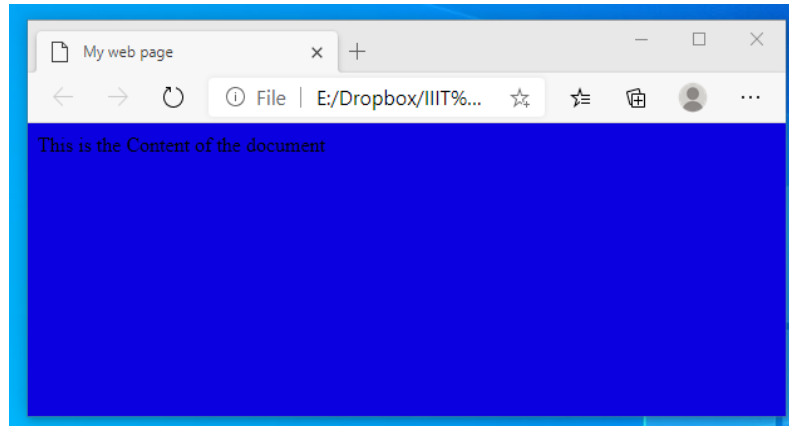 My web page
File | E:/Dropbox/IIIT%...
This is the Content of the document